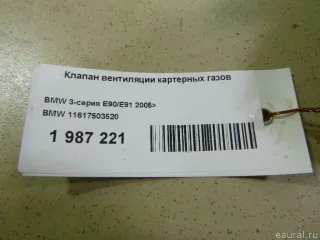 Клапан вентиляции картерных газов
BMW 3-серия E90/E91 2005>
BMW 11617503520
1 987 221
eaural.ru